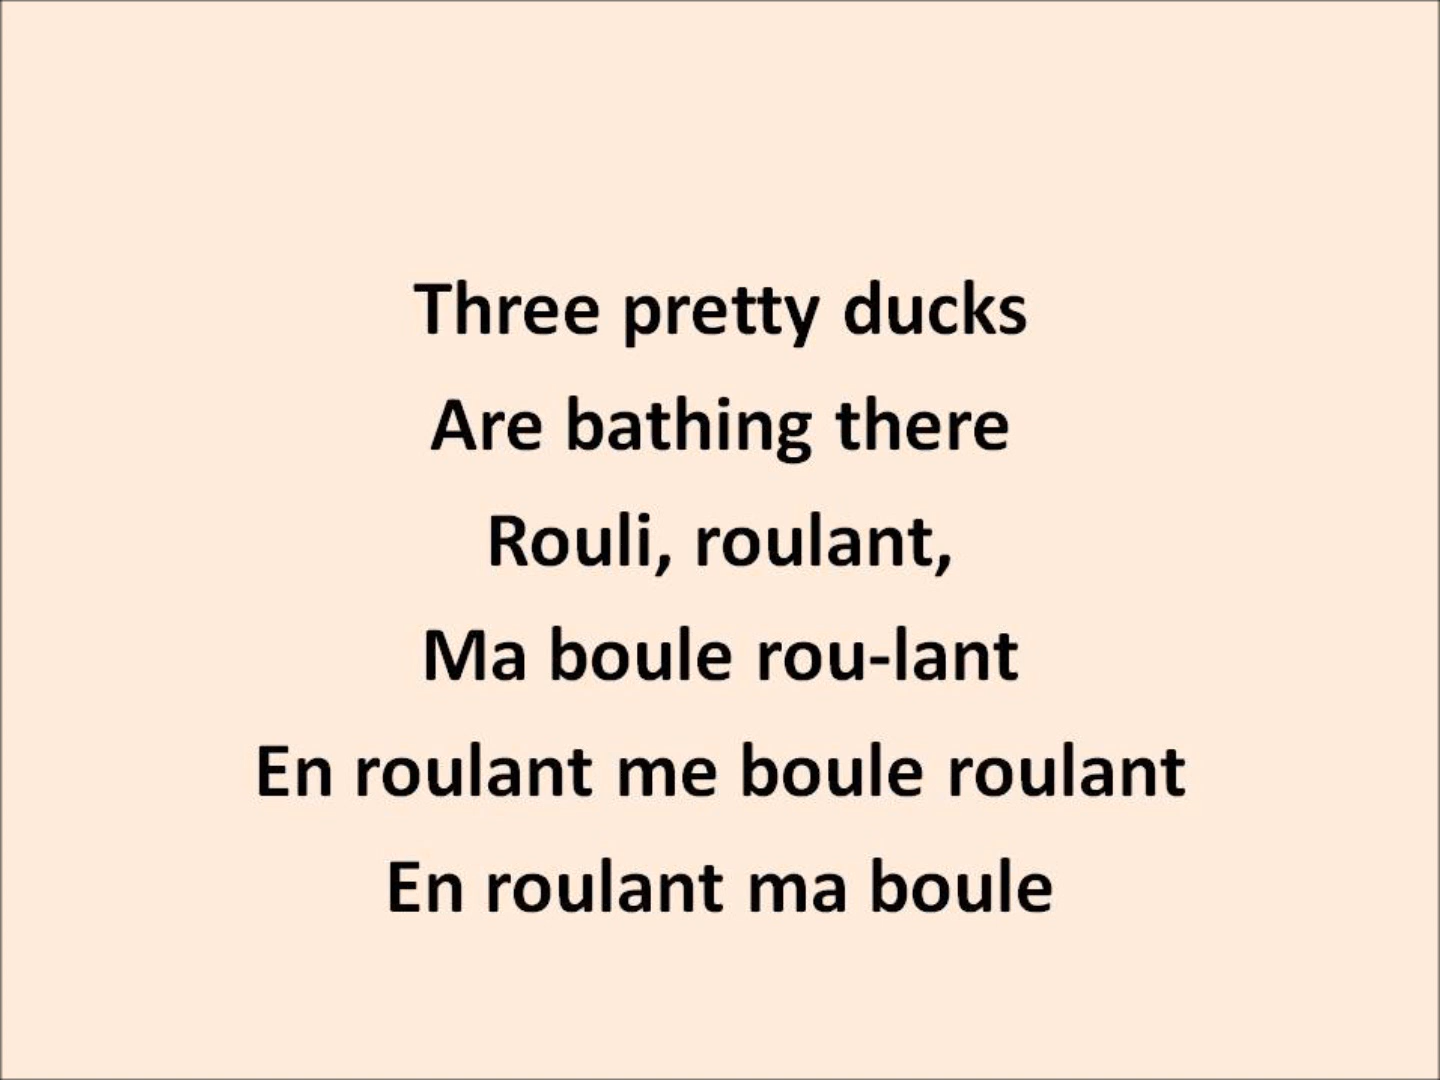 Three pretty ducks
Are bathing there
Rouli, roulant,
Ma boule rou-lant
En roulant me boule roulant
En roulant ma boule